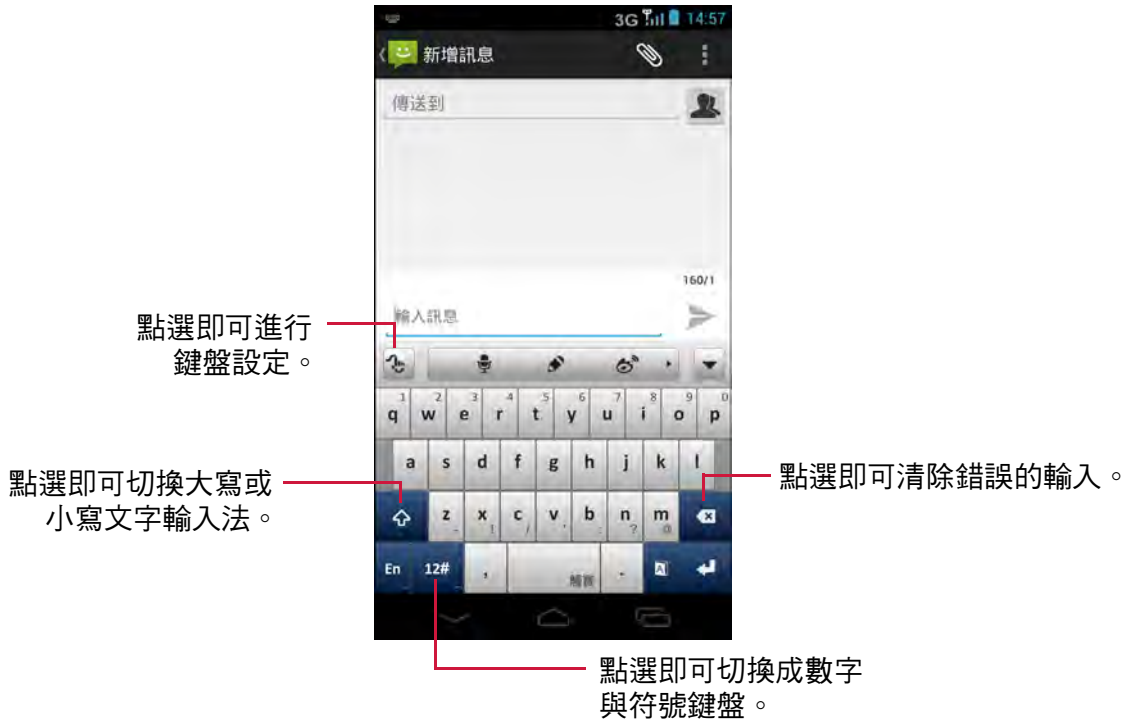 3G 14:57
新增訊息
傳送到
160/1
輸入訊息
點選即可進行
鍵盤設定。
1 2 3 4 5 6 7 8 9 0
q w e r t y u i o p
a s d f g h j k l
點選即可切換大寫或
小寫文字輸入法。
點選即可清除錯誤的輸入。
z x c v b n m
- ! / ' : ? @
En 12# , 觸寶 . A
點選即可切換成數字
與符號鍵盤。